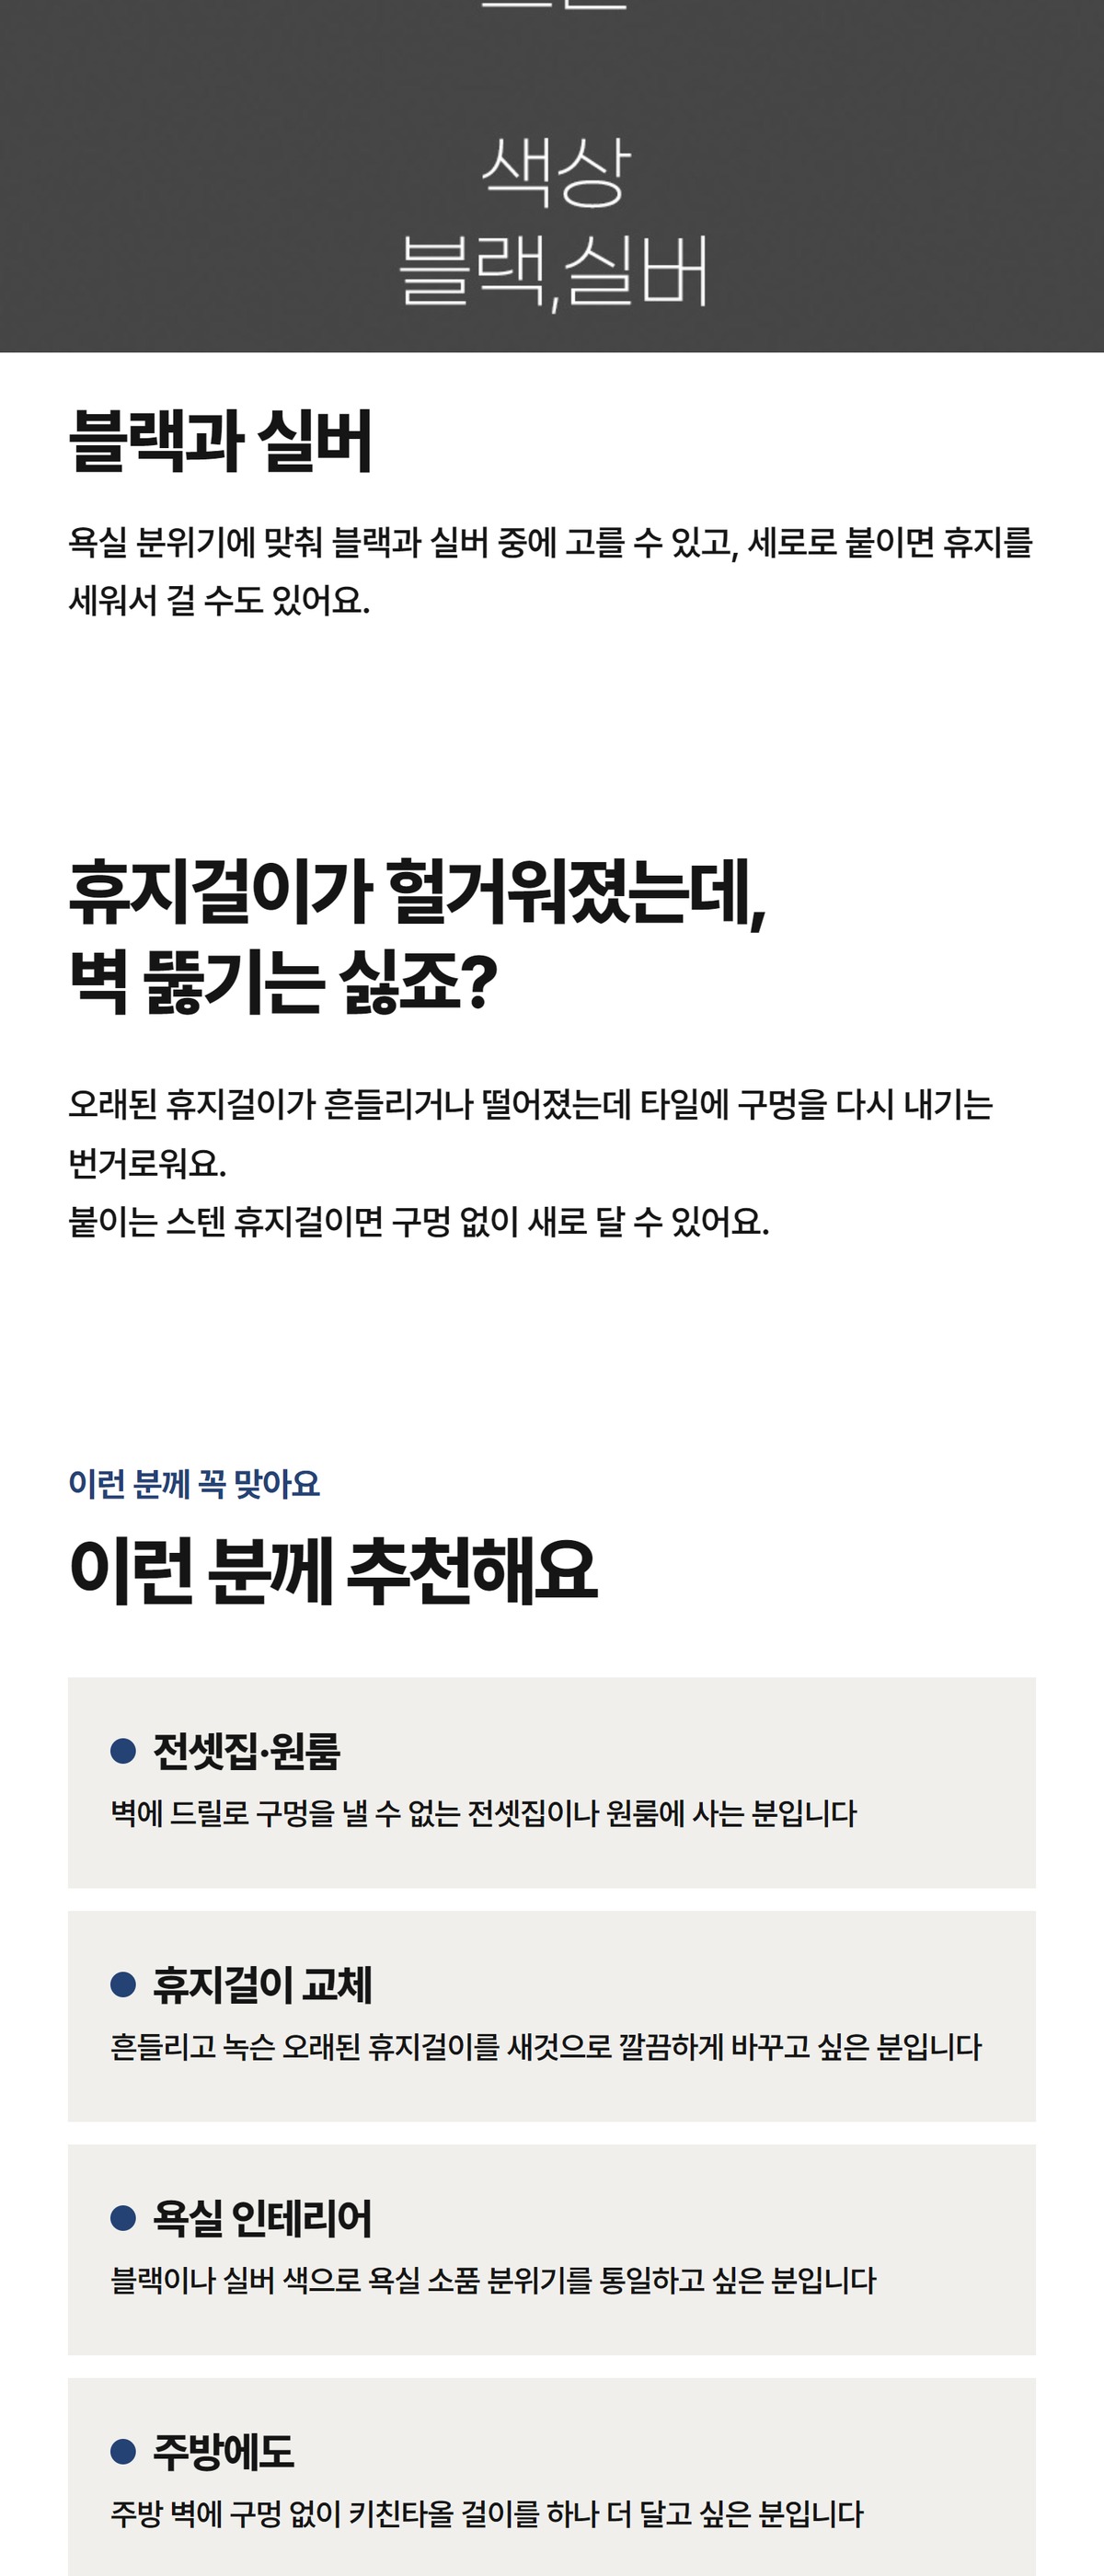 색상
블랙,실버
블랙과 실버
욕실 분위기에 맞춰 블랙과 실버 중에 고를 수 있고, 세로로 붙이면 휴지를
세워서 걸 수도 있어요.
휴지걸이가 헐거워졌는데,
벽 뚫기는 싫죠?
오래된 휴지걸이가 흔들리거나 떨어졌는데 타일에 구멍을 다시 내기는
번거로워요.
붙이는 스텐 휴지걸이면 구멍 없이 새로 달 수 있어요.
이런 분께 꼭 맞아요
이런 분께 추천해요
전셋집·원룸
벽에 드릴로 구멍을 낼 수 없는 전셋집이나 원룸에 사는 분입니다
휴지걸이 교체
흔들리고 녹슨 오래된 휴지걸이를 새것으로 깔끔하게 바꾸고 싶은 분입니다
욕실 인테리어
블랙이나 실버 색으로 욕실 소품 분위기를 통일하고 싶은 분입니다
주방에도
주방 벽에 구멍 없이 키친타올 걸이를 하나 더 달고 싶은 분입니다